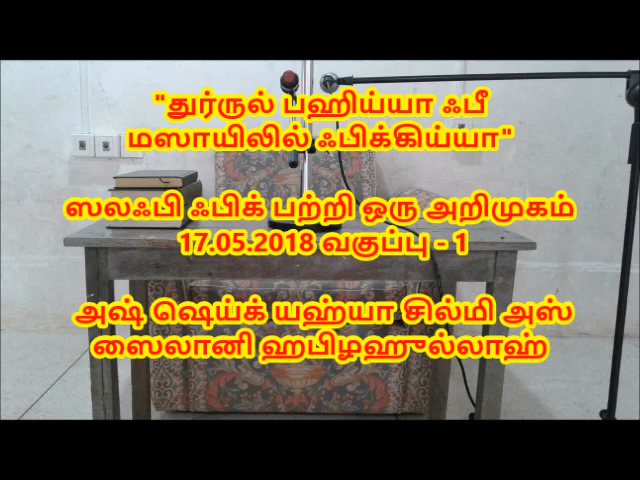 "துர்ருல் பஹிய்யா ஃபீ
மஸாயிலில் ஃபிக்கிய்யா"
ஸலஃபி ஃபிக் பற்றி ஒரு அறிமுகம்
17.05.2018 வகுப்பு - 1
அஷ் ஷெய்க் யஹ்யா சில்மி அஸ்
ஸைலானி ஹபிழஹுல்லாஹ்